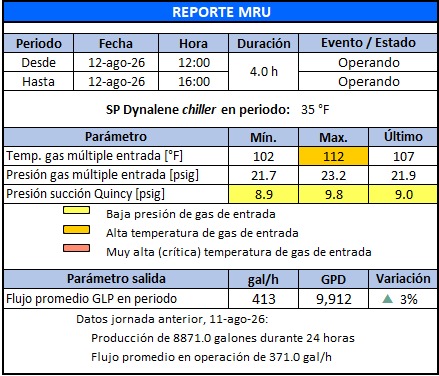 REPORTE MRU
Periodo Fecha Hora Duración Evento / Estado
Desde 12-ago-26 12:00 4.0 h Operando
Hasta 12-ago-26 16:00 Operando
SP Dynalene chiller en periodo: 35 °F
Parámetro Mín. Max. Último
Temp. gas múltiple entrada [°F] 102 112 107
Presión gas múltiple entrada [psig] 21.7 23.2 21.9
Presión succión Quincy [psig] 8.9 9.8 9.0
Baja presión de gas de entrada
Alta temperatura de gas de entrada
Muy alta (crítica) temperatura de gas de entrada
Parámetro salida gal/h GPD Variación
Flujo promedio GLP en periodo 413 9,912 ▲ 3%
Datos jornada anterior, 11-ago-26:
Producción de 8871.0 galones durante 24 horas
Flujo promedio en operación de 371.0 gal/h